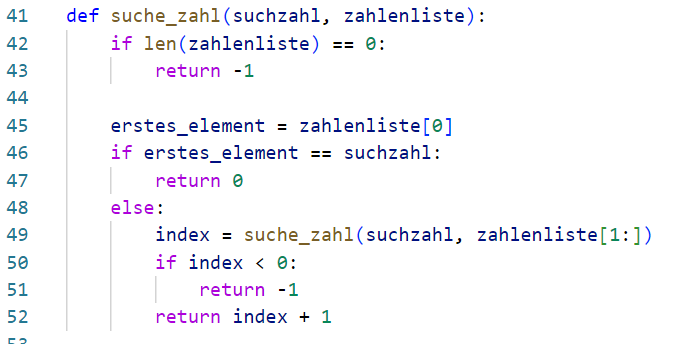 41 def suche_zahl(suchzahl, zahlenliste):
42     if len(zahlenliste) == 0:
43         return -1
44
45     erstes_element = zahlenliste[0]
46     if erstes_element == suchzahl:
47         return 0
48     else:
49         index = suche_zahl(suchzahl, zahlenliste[1:])
50         if index < 0:
51             return -1
52         return index + 1